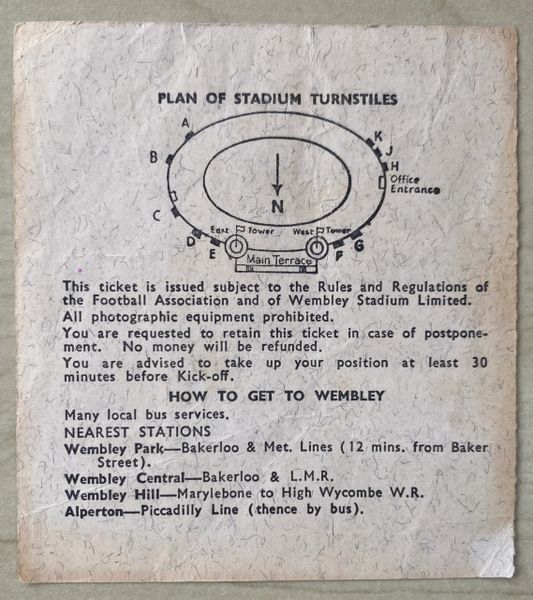 PLAN OF STADIUM TURNSTILES
A
K
J
B
H
Office
Entrance
N
C
East Tower
West Tower
D
G
E
F
Main Terrace
This ticket is issued subject to the Rules and Regulations of
the Football Association and of Wembley Stadium Limited.
All photographic equipment prohibited.
You are requested to retain this ticket in case of postpone-
ment. No money will be refunded.
You are advised to take up your position at least 30
minutes before Kick-off.
HOW TO GET TO WEMBLEY
Many local bus services.
NEAREST STATIONS
Wembley Park—Bakerloo & Met. Lines (12 mins. from Baker
Street).
Wembley Central—Bakerloo & L.M.R.
Wembley Hill—Marylebone to High Wycombe W.R.
Alperton—Piccadilly Line (thence by bus).